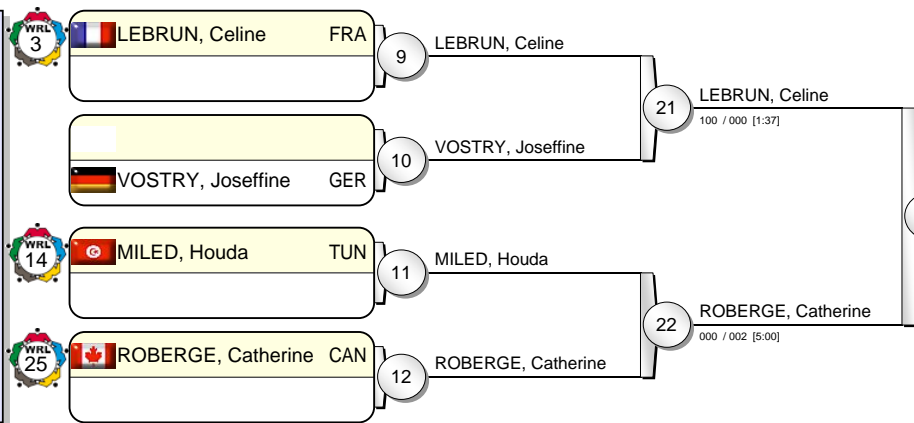 WRL
3
LEBRUN, Celine FRA
9
LEBRUN, Celine
21
LEBRUN, Celine
100 / 000 [1:37]
10
VOSTRY, Joseffine
VOSTRY, Joseffine GER
WRL
14
MILED, Houda TUN
11
MILED, Houda
22
ROBERGE, Catherine
000 / 002 [5:00]
WRL
25
ROBERGE, Catherine CAN
12
ROBERGE, Catherine